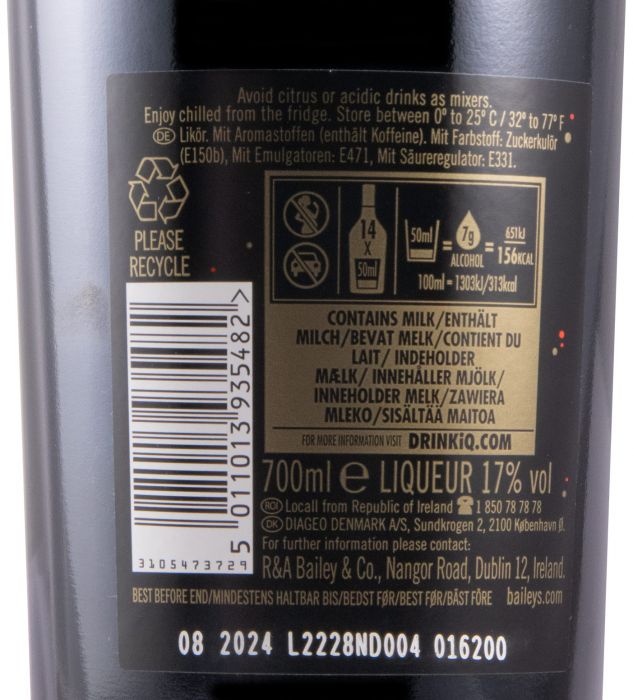 Avoid citrus or acidic drinks as mixers.
Enjoy chilled from the fridge. Store between 0° to 25° C / 32° to 77° F
DE Likör. Mit Aromastoffen (enthält Koffeine). Mit Farbstoff: Zuckerkulör
(E150b), Mit Emulgatoren: E471, Mit Säureregulator: E331.
PLEASE
RECYCLE
14
X
50ml
50ml = 7g ALCOHOL = 651kJ 156KCAL
100ml = 1303kJ/313kcal
CONTAINS MILK/ENTHÄLT
MILCH/BEVAT MELK/CONTIENT DU
LAIT/ INDEHOLDER
MÆLK/ INNEHÅLLER MJÖLK/
INNEHOLDER MELK/ZAWIERA
MLEKO/SISÄLTÄÄ MAITOA
FOR MORE INFORMATION VISIT DRINKiQ.COM
5 011013 935482 >
3105473729
700ml e LIQUEUR 17% vol
ROI Locall from Republic of Ireland ☎ 1 850 78 78 78
DK DIAGEO DENMARK A/S, Sundkrogen 2, 2100 København Ø.
For further information please contact:
R&A Bailey & Co., Nangor Road, Dublin 12, Ireland.
BEST BEFORE END/MINDESTENS HALTBAR BIS/BEDST FØR/BEST FØR/BÄST FÖRE baileys.com
08 2024 L2228ND004 016200